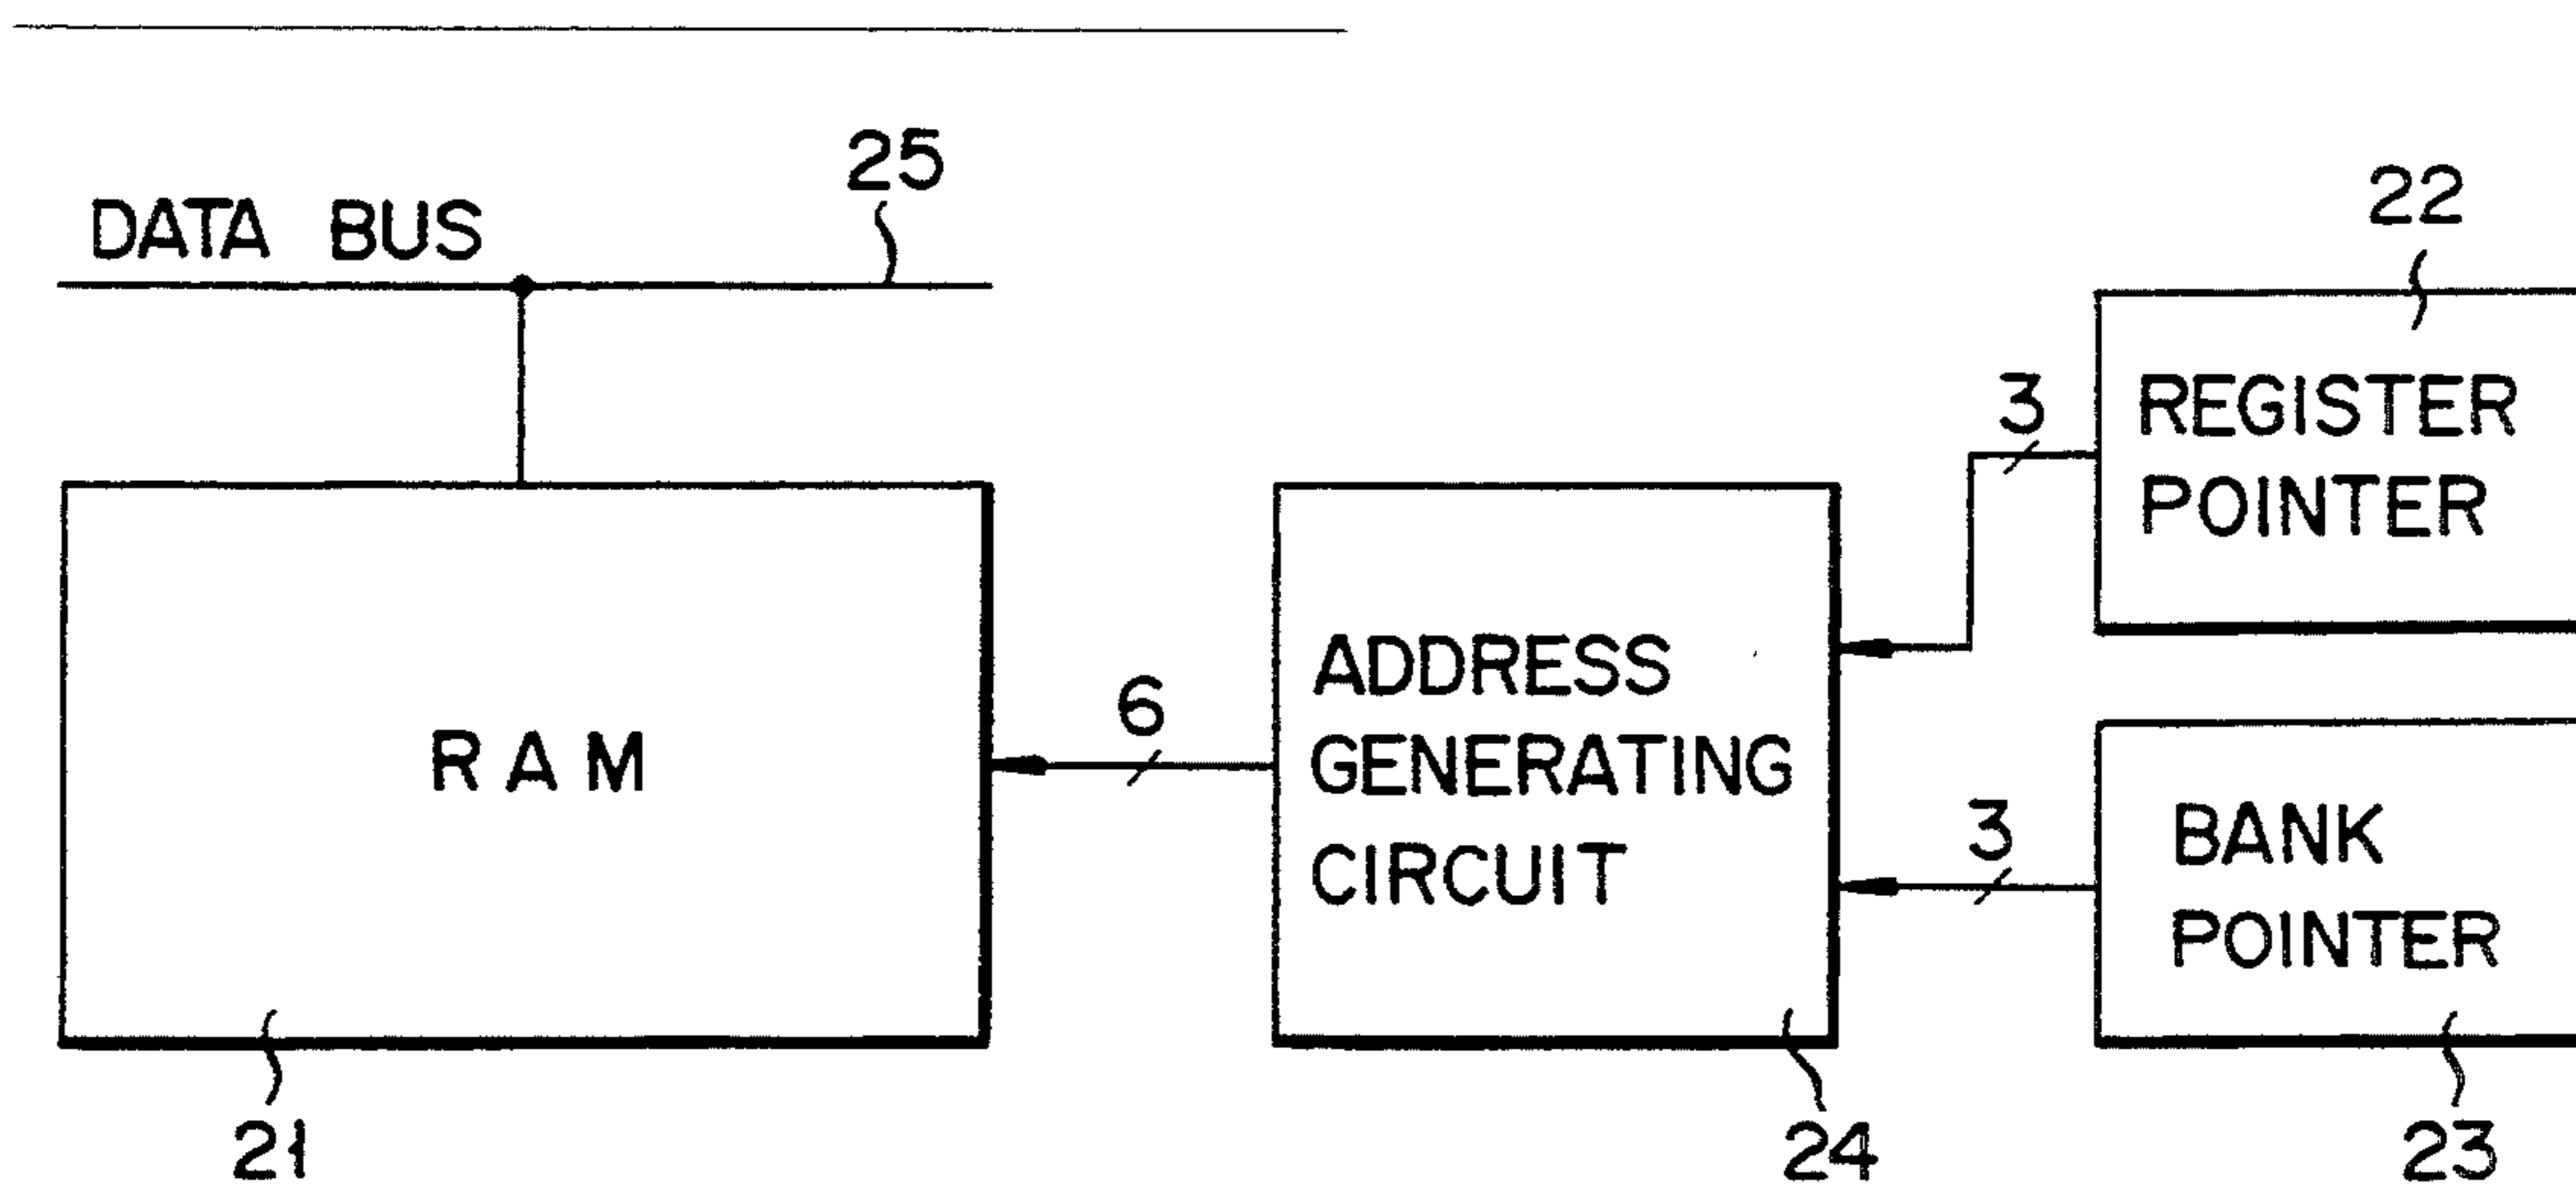 25
DATA BUS
22
REGISTER
POINTER
3
6
RAM
ADDRESS
GENERATING
CIRCUIT
3
BANK
POINTER
21
24
23